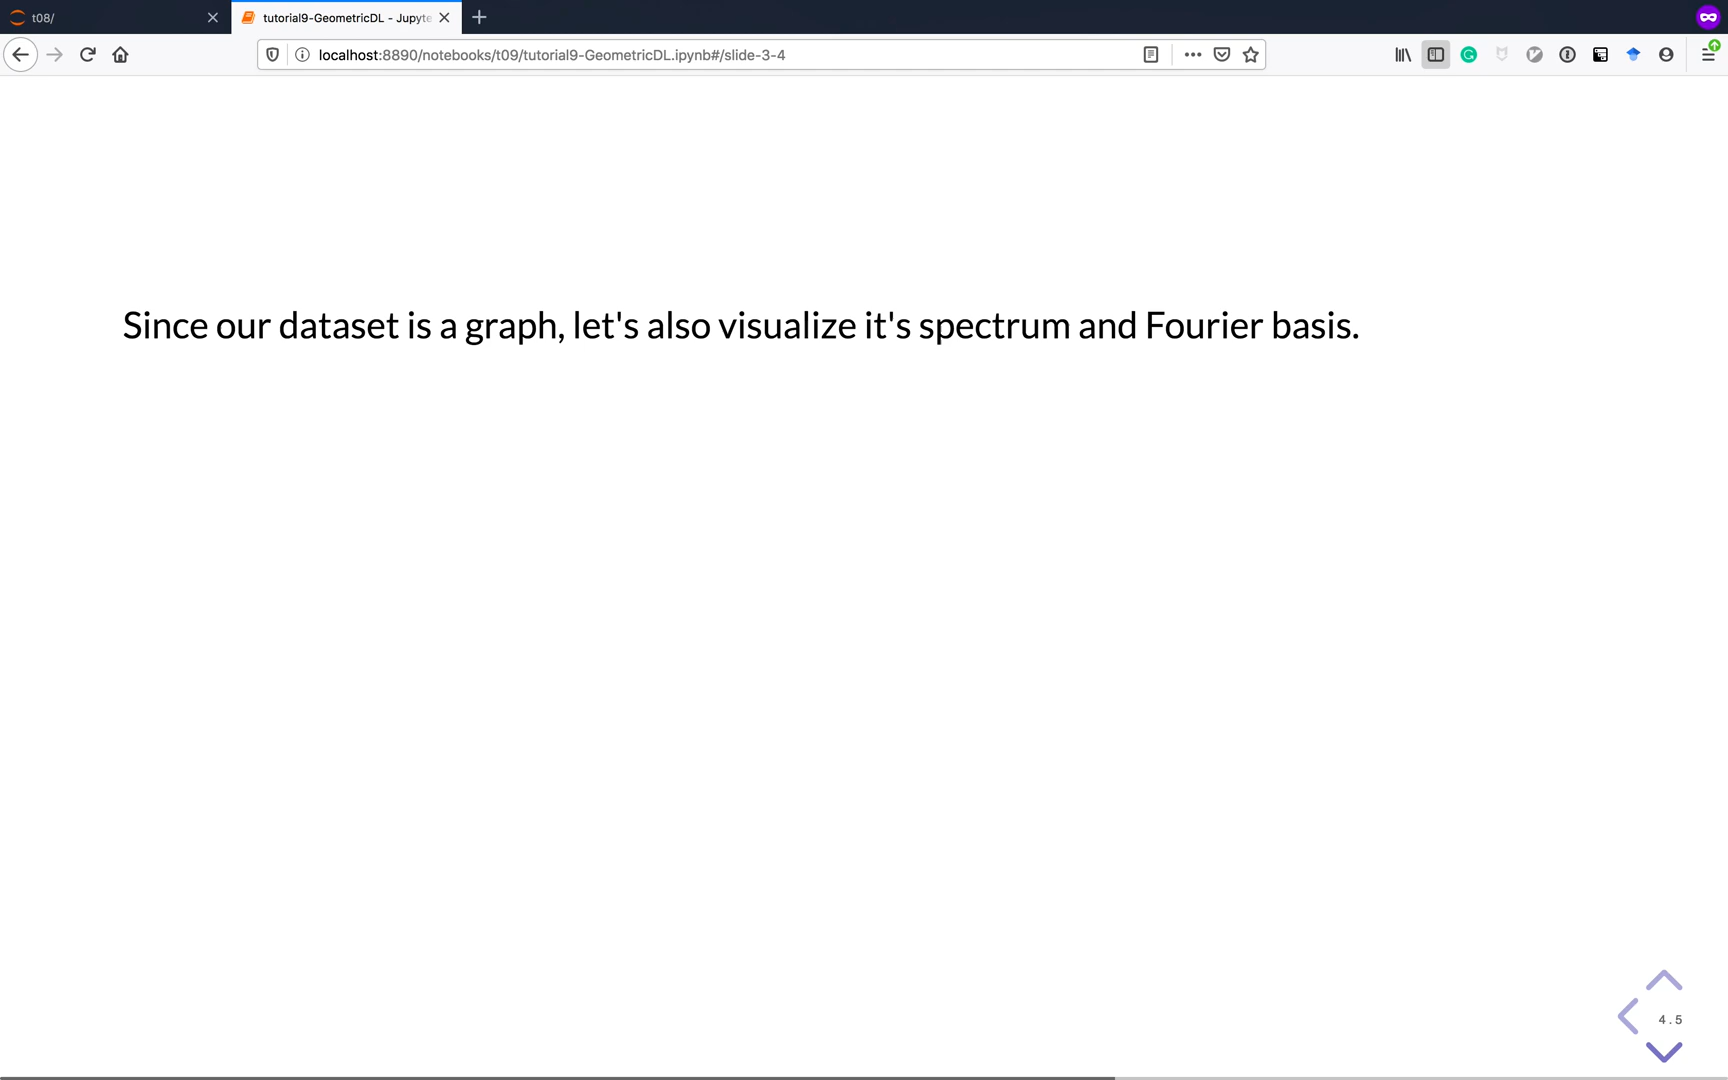 t08/
tutorial9-GeometricDL - Jupyte
localhost:8890/notebooks/t09/tutorial9-GeometricDL.ipynb#/slide-3-4
Since our dataset is a graph, let's also visualize it's spectrum and Fourier basis.
4.5